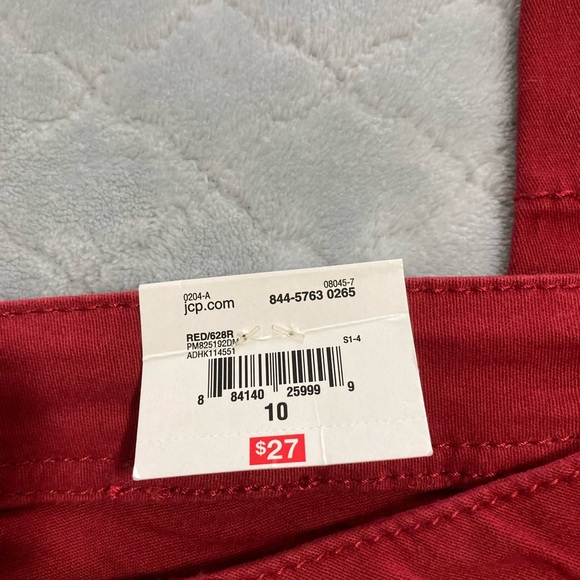 0204-A 08045-7
jcp.com 844-5763 0265
RED/628R
PM825192DM S1-4
ADHK114551
8 84140 25999 9
10
$27